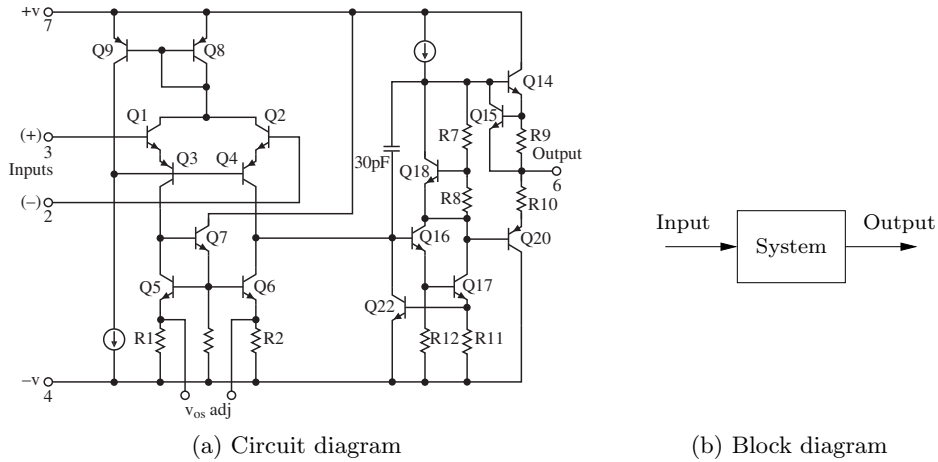 +v
7
Q9
Q8
Q14
Q1
Q2
Q15
(+)
3
R7
R9
Inputs
Q3
Q4
30pF
Q18
Output
6
(−)
2
R8
R10
Q7
Q16
Q20
Q5
Q6
Q17
Q22
R1
R2
R12
R11
−v
4
vos adj
(a) Circuit diagram
Input
System
Output
(b) Block diagram